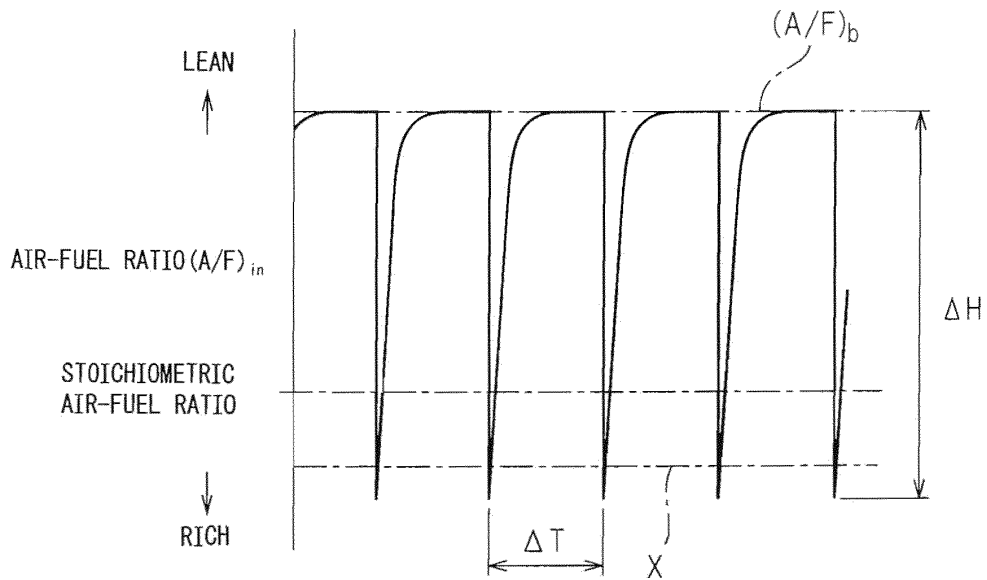 (A/F)b
LEAN
AIR-FUEL RATIO(A/F)in
ΔH
STOICHIOMETRIC
AIR-FUEL RATIO
RICH
ΔT
X